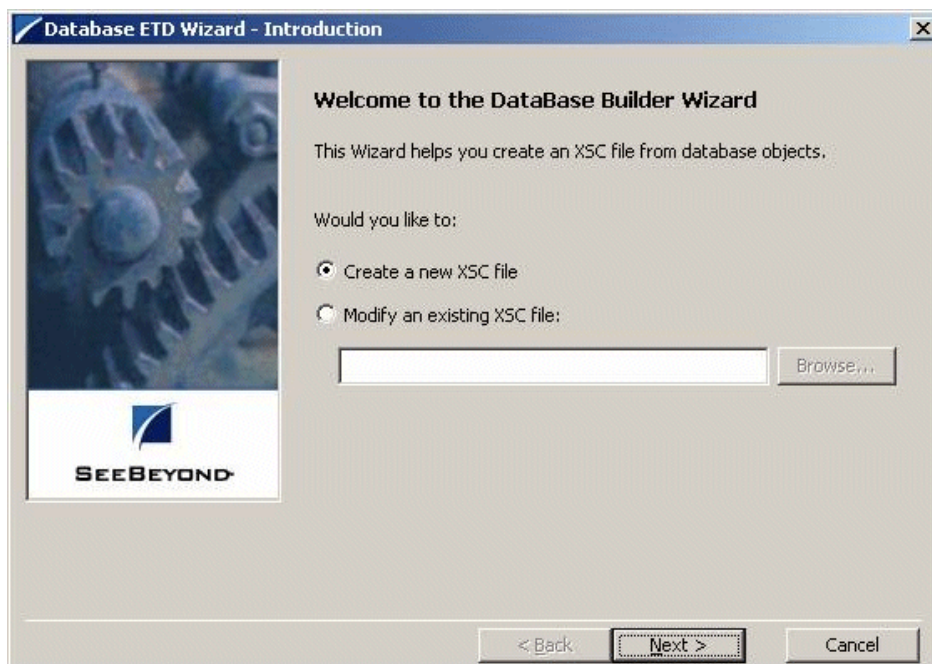 Database ETD Wizard - Introduction
Welcome to the DataBase Builder Wizard
This Wizard helps you create an XSC file from database objects.
Would you like to:
Create a new XSC file
Modify an existing XSC file:
Browse...
SEEBEYOND
< Back
Next >
Cancel